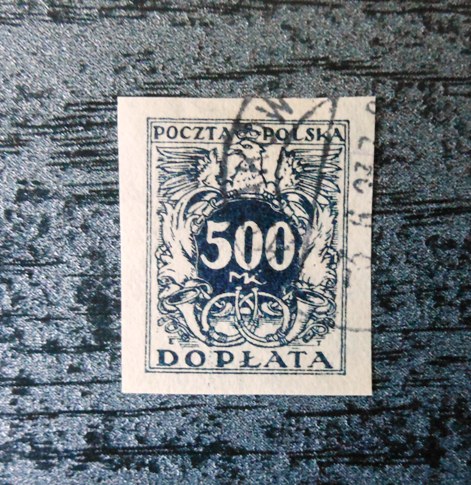 POCZTA POLSKA
500
MK
DOPŁATA